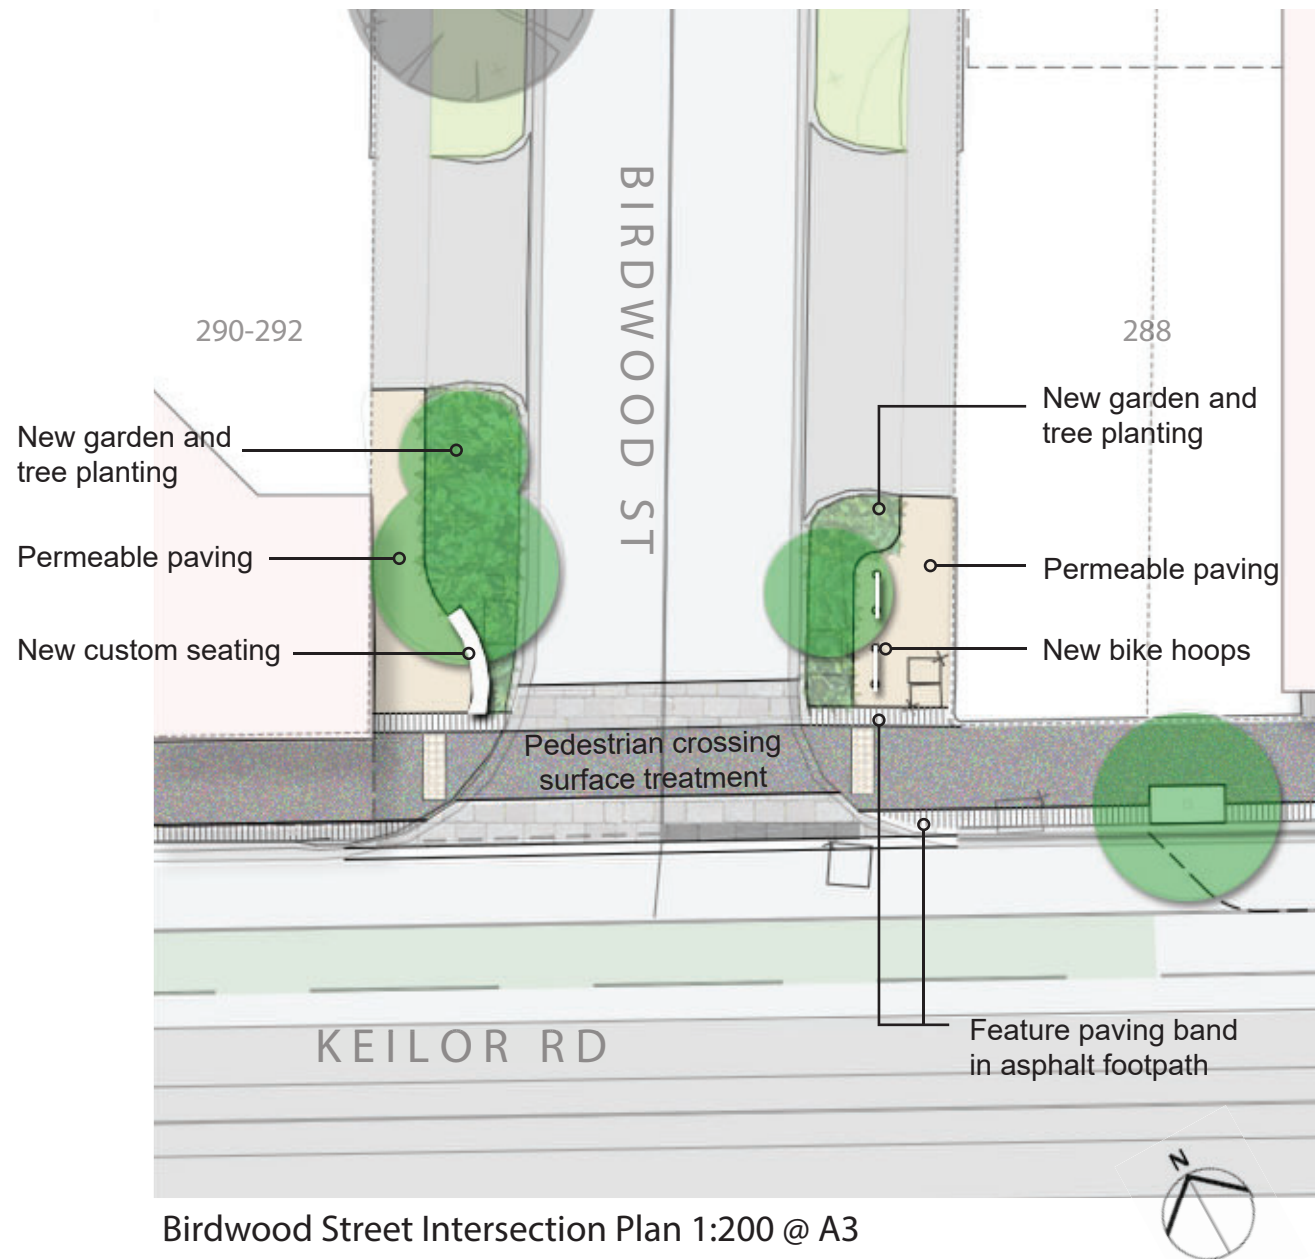 BIRDWOOD ST
290-292
288
New garden and
tree planting
New garden and
tree planting
Permeable paving
Permeable paving
New custom seating
New bike hoops
Pedestrian crossing
surface treatment
KEILOR RD
Feature paving band
in asphalt footpath
N
Birdwood Street Intersection Plan 1:200 @ A3